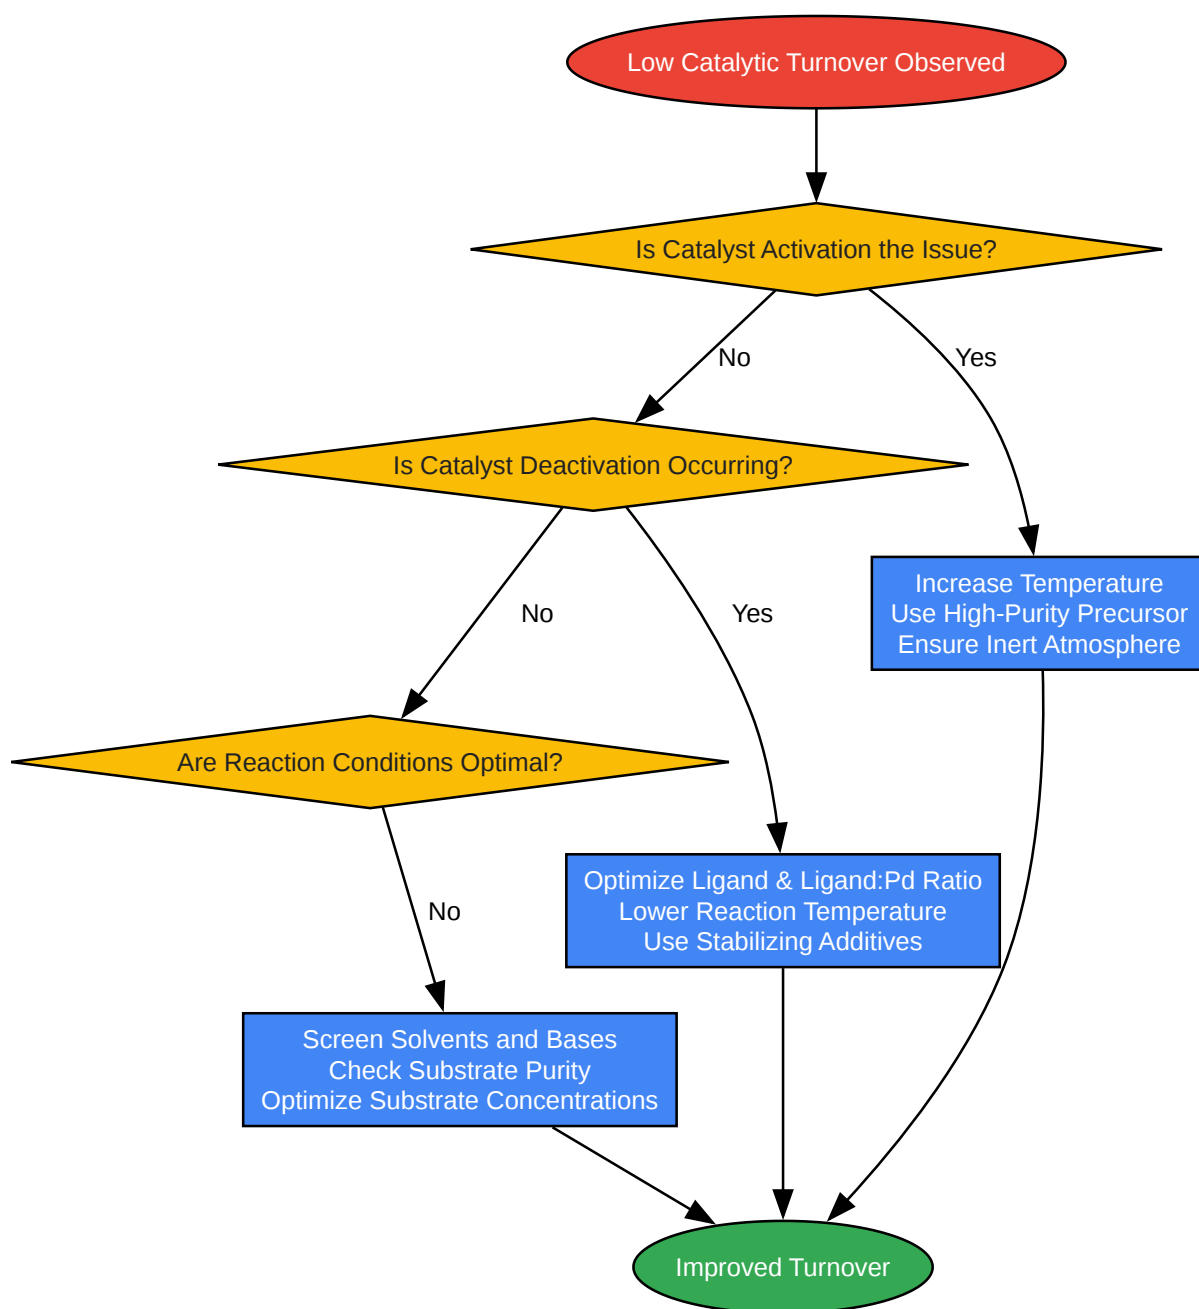 Low Catalytic Turnover Observed
Is Catalyst Activation the Issue?
No
Yes
Is Catalyst Deactivation Occurring?
Increase Temperature
Use High-Purity Precursor
Ensure Inert Atmosphere
No
Yes
Are Reaction Conditions Optimal?
Optimize Ligand & Ligand:Pd Ratio
Lower Reaction Temperature
Use Stabilizing Additives
No
Screen Solvents and Bases
Check Substrate Purity
Optimize Substrate Concentrations
Improved Turnover